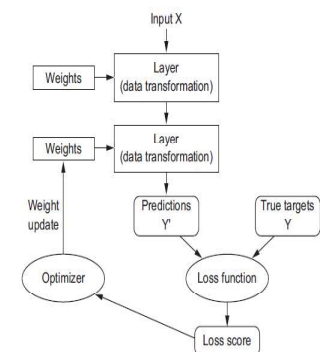 Input X
Layer
(data transformation)
Weights
Layer
(data transformation)
Weights
Weight
update
Predictions
Y'
True targets
Y
Optimizer
Loss function
Loss score